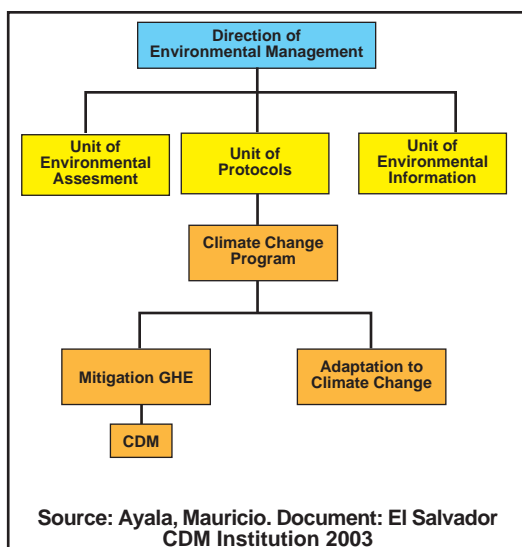 Direction of
Environmental Management
Unit of
Environmental
Assesment
Unit of
Protocols
Unit of
Environmental
Information
Climate Change
Program
Mitigation GHE
Adaptation to
Climate Change
CDM
Source: Ayala, Mauricio. Document: El Salvador
CDM Institution 2003